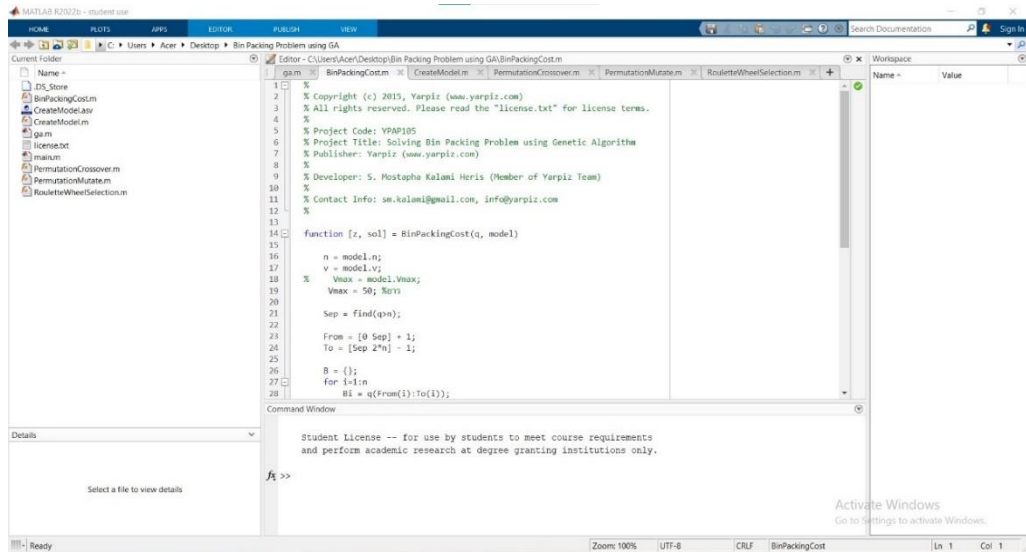 MATLAB R2022b - student use
HOME PLOTS APPS EDITOR PUBLISH VIEW
Search Documentation
Sign In
C: Users Acer Desktop Bin Packing Problem using GA
Current Folder
Name
.DS_Store
BinPackingCost.m
CreateModel.asv
CreateModel.m
ga.m
license.txt
main.m
PermutationCrossover.m
PermutationMutate.m
RouletteWheelSelection.m
Details
Select a file to view details
Editor - C:\Users\Acer\Desktop\Bin Packing Problem using GA\BinPackingCost.m
ga.m BinPackingCost.m CreateModel.m PermutationCrossover.m PermutationMutate.m RouletteWheelSelection.m
1 %
2 % Copyright (c) 2015, Yarpiz (www.yarpiz.com)
3 % All rights reserved. Please read the "license.txt" for license terms.
4 %
5 % Project Code: YPAP105
6 % Project Title: Solving Bin Packing Problem using Genetic Algorithm
7 % Publisher: Yarpiz (www.yarpiz.com)
8 %
9 % Developer: S. Mostapha Kalami Heris (Member of Yarpiz Team)
10 %
11 % Contact Info: sm.kalami@gmail.com, info@yarpiz.com
12 %
13
14 function [z, sol] = BinPackingCost(q, model)
15
16 n = model.n;
17 v = model.v;
18 % Vmax = model.Vmax;
19 Vmax = 50; %ยาว
20
21 Sep = find(q>n);
22
23 From = [0 Sep] + 1;
24 To = [Sep 2*n] - 1;
25
26 B = {};
27 for i=1:n
28 Bi = q(From(i):To(i));
Command Window
Student License -- for use by students to meet course requirements
and perform academic research at degree granting institutions only.
fx >>
Workspace
Name Value
Activate Windows
Go to Settings to activate Windows.
Ready
Zoom: 100% UTF-8 CRLF BinPackingCost Ln 1 Col 1